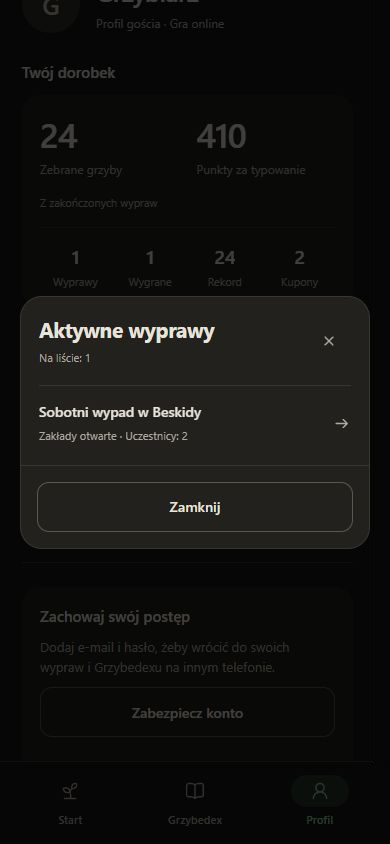 G
Grzybiarz
Profil gościa · Gra online
Twój dorobek
24
410
Zebrane grzyby
Punkty za typowanie
Z zakończonych wypraw
1
1
24
2
Wyprawy
Wygrane
Rekord
Kupony
Aktywne wyprawy
Na liście: 1
Sobotni wypad w Beskidy
Zakłady otwarte · Uczestnicy: 2
Zamknij
Zachowaj swój postęp
Dodaj e-mail i hasło, żeby wrócić do swoich
wypraw i Grzybedexu na innym telefonie.
Zabezpiecz konto
Start
Grzybedex
Profil